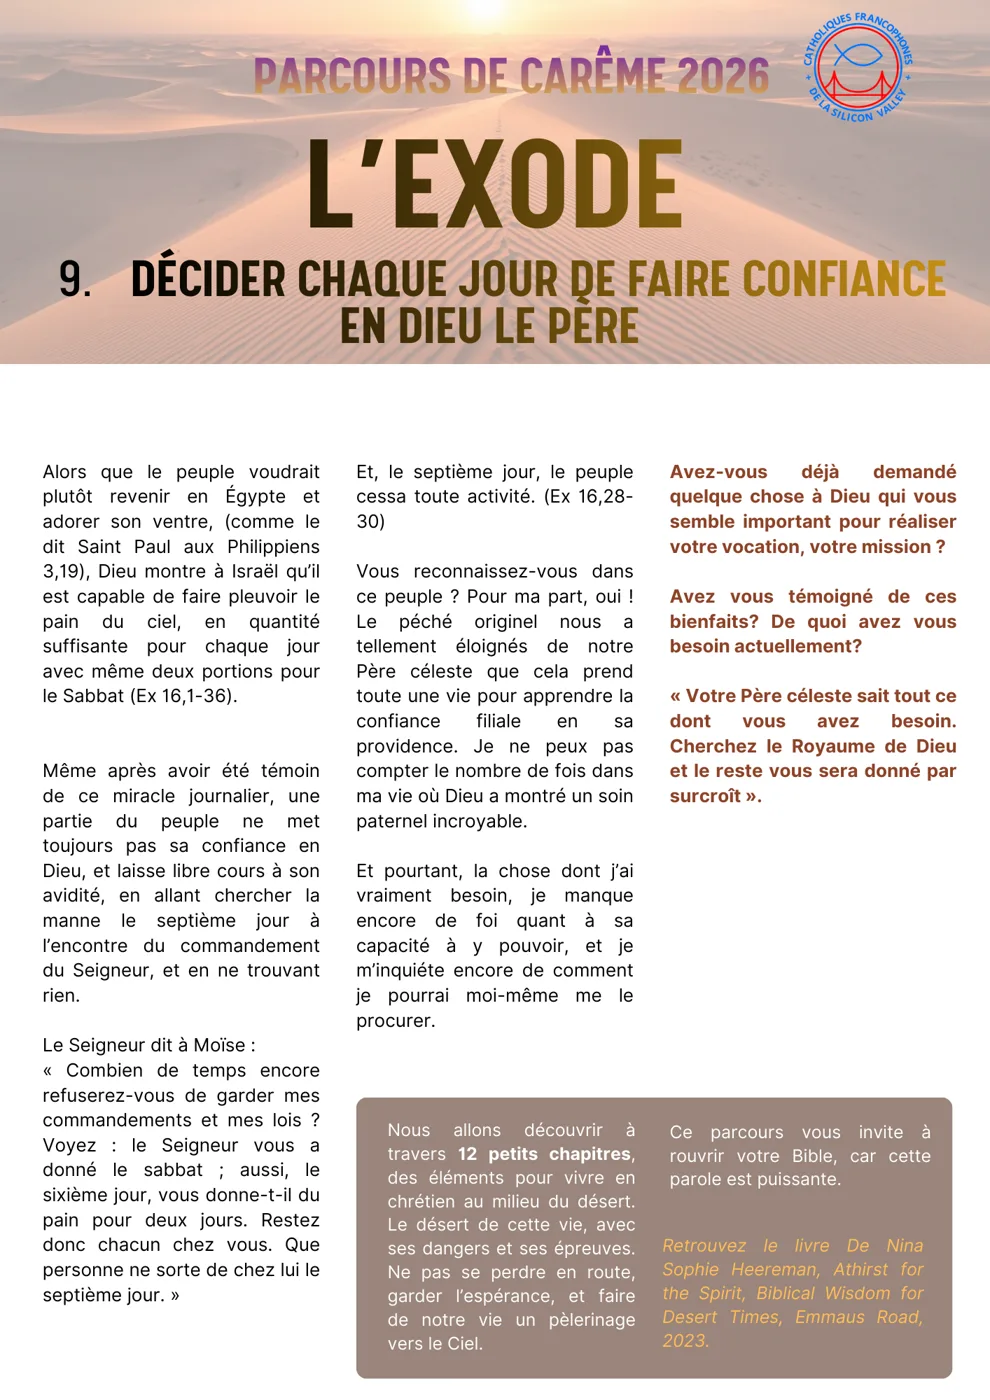 PARCOURS DE CARÊME 2026
CATHOLIQUES FRANCOPHONES
+ DE LA SILICON VALLEY +
L'EXODE
9. DÉCIDER CHAQUE JOUR DE FAIRE CONFIANCE
EN DIEU LE PÈRE
Alors que le peuple voudrait
plutôt revenir en Égypte et
adorer son ventre, (comme le
dit Saint Paul aux Philippiens
3,19), Dieu montre à Israël qu'il
est capable de faire pleuvoir le
pain du ciel, en quantité
suffisante pour chaque jour
avec même deux portions pour
le Sabbat (Ex 16,1-36).
Même après avoir été témoin
de ce miracle journalier, une
partie du peuple ne met
toujours pas sa confiance en
Dieu, et laisse libre cours à son
avidité, en allant chercher la
manne le septième jour à
l'encontre du commandement
du Seigneur, et en ne trouvant
rien.
Le Seigneur dit à Moïse :
« Combien de temps encore
refuserez-vous de garder mes
commandements et mes lois ?
Voyez : le Seigneur vous a
donné le sabbat ; aussi, le
sixième jour, vous donne-t-il du
pain pour deux jours. Restez
donc chacun chez vous. Que
personne ne sorte de chez lui le
septième jour. »
Et, le septième jour, le peuple
cessa toute activité. (Ex 16,28-
30)
Vous reconnaissez-vous dans
ce peuple ? Pour ma part, oui !
Le péché originel nous a
tellement éloignés de notre
Père céleste que cela prend
toute une vie pour apprendre la
confiance filiale en sa
providence. Je ne peux pas
compter le nombre de fois dans
ma vie où Dieu a montré un soin
paternel incroyable.
Et pourtant, la chose dont j'ai
vraiment besoin, je manque
encore de foi quant à sa
capacité à y pouvoir, et je
m'inquiéte encore de comment
je pourrai moi-même me le
procurer.
Avez-vous déjà demandé
quelque chose à Dieu qui vous
semble important pour réaliser
votre vocation, votre mission ?
Avez vous témoigné de ces
bienfaits? De quoi avez vous
besoin actuellement?
« Votre Père céleste sait tout ce
dont vous avez besoin.
Cherchez le Royaume de Dieu
et le reste vous sera donné par
surcroît ».
Nous allons découvrir à
travers 12 petits chapitres,
des éléments pour vivre en
chrétien au milieu du désert.
Le désert de cette vie, avec
ses dangers et ses épreuves.
Ne pas se perdre en route,
garder l'espérance, et faire
de notre vie un pèlerinage
vers le Ciel.
Ce parcours vous invite à
rouvrir votre Bible, car cette
parole est puissante.
Retrouvez le livre De Nina
Sophie Heereman, Athirst for
the Spirit, Biblical Wisdom for
Desert Times, Emmaus Road,
2023.